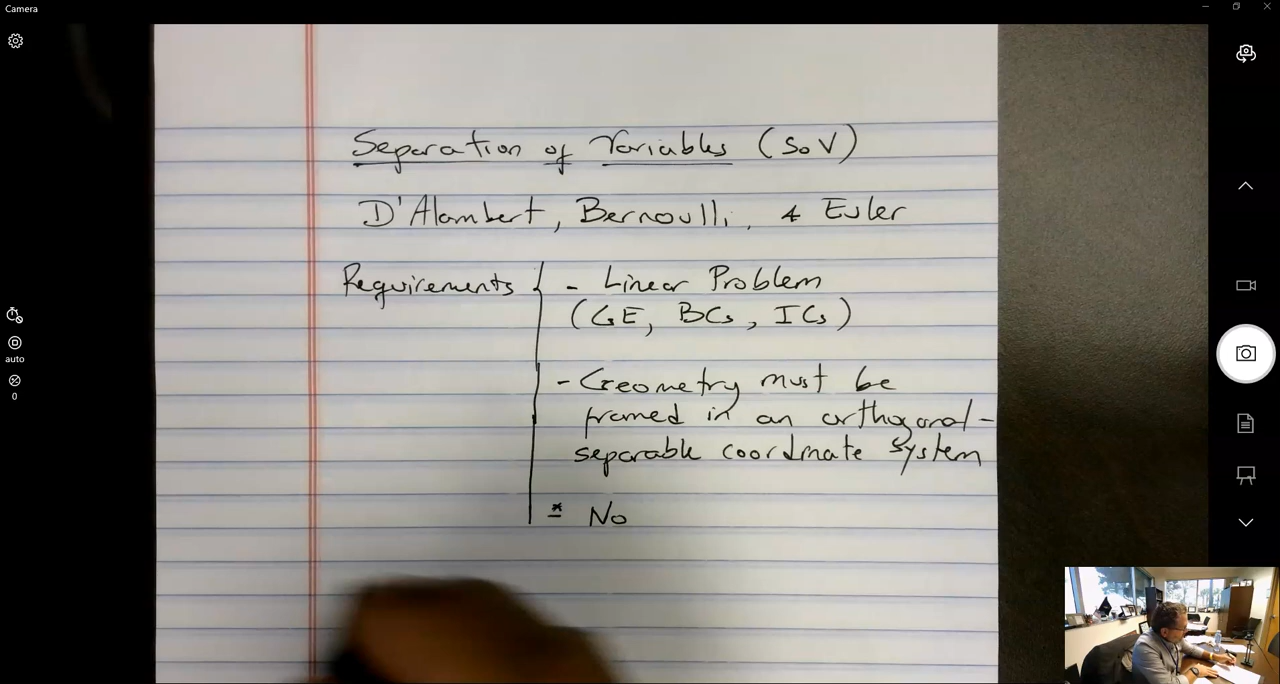 Camera
Separation of Variables (SoV)
D'Alambert, Bernoulli, & Euler
Requirements - Linear Problem
(GE, BCs, ICs)
auto
- Geometry must be
0
framed in an orthogonal-
separable coordinate system
* No